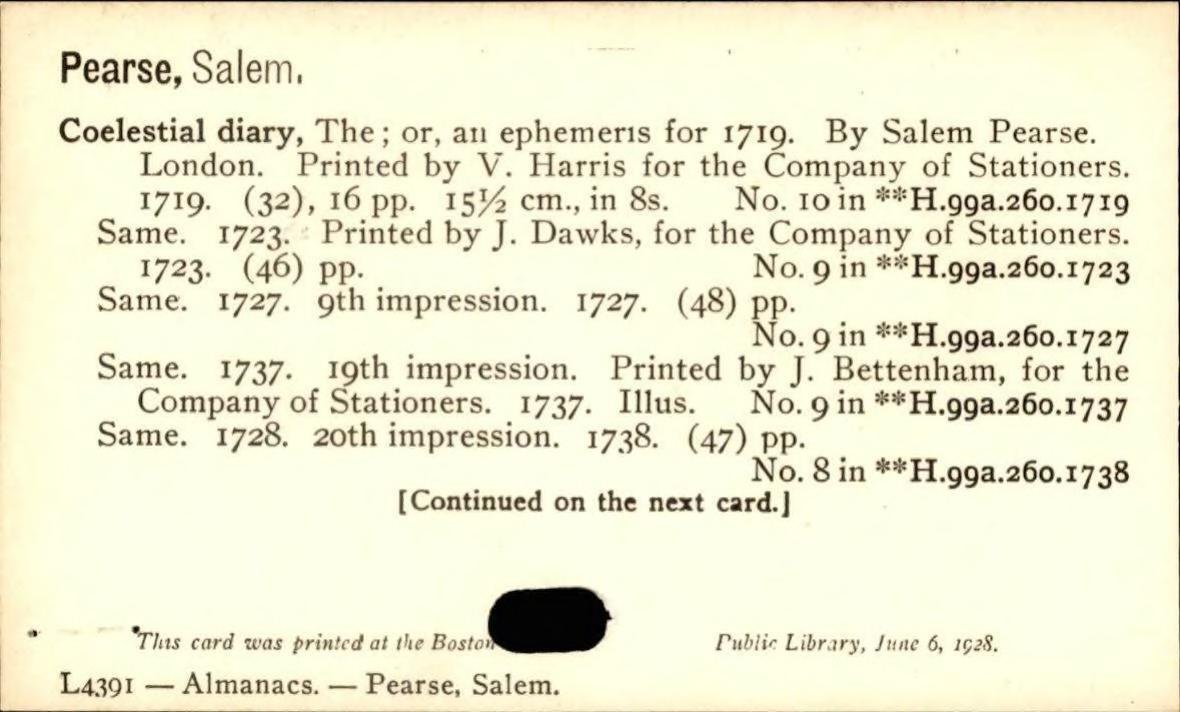 Pearse, Salem.
Coelestial diary, The; or, an ephemeris for 1719. By Salem Pearse.
London. Printed by V. Harris for the Company of Stationers.
1719. (32), 16 pp. 15½ cm., in 8s. No. 10 in **H.99a.260.1719
Same. 1723. Printed by J. Dawks, for the Company of Stationers.
1723. (46) pp. No. 9 in **H.99a.260.1723
Same. 1727. 9th impression. 1727. (48) pp.
No. 9 in **H.99a.260.1727
Same. 1737. 19th impression. Printed by J. Bettenham, for the
Company of Stationers. 1737. Illus. No. 9 in **H.99a.260.1737
Same. 1728. 20th impression. 1738. (47) pp.
No. 8 in **H.99a.260.1738
[Continued on the next card.]
This card was printed at the Boston Public Library, June 6, 1928.
L4391 — Almanacs. — Pearse, Salem.